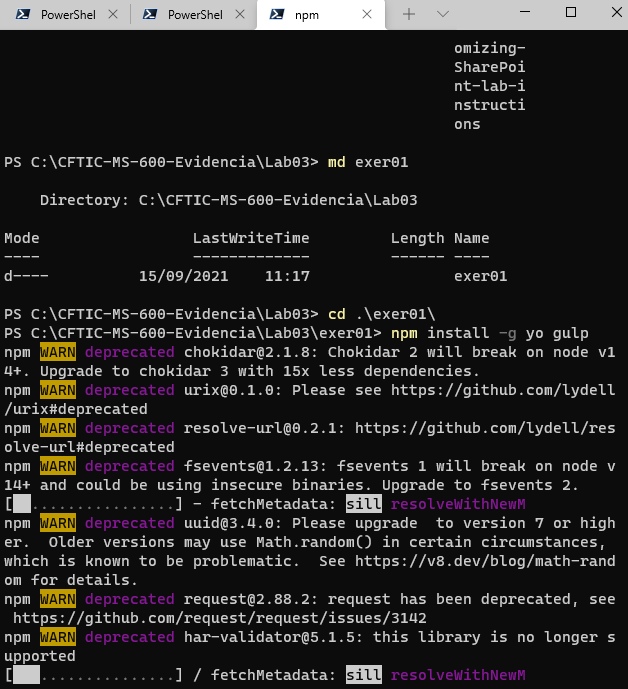 PowerShel PowerShel npm
omizing-
SharePoi
nt-lab-i
nstructi
ons
PS C:\CFTIC-MS-600-Evidencia\Lab03> md exer01
Directory: C:\CFTIC-MS-600-Evidencia\Lab03
Mode LastWriteTime Length Name
---- ------------- ------ ----
d---- 15/09/2021 11:17 exer01
PS C:\CFTIC-MS-600-Evidencia\Lab03> cd .\exer01\
PS C:\CFTIC-MS-600-Evidencia\Lab03\exer01> npm install -g yo gulp
npm WARN deprecated chokidar@2.1.8: Chokidar 2 will break on node v1
4+. Upgrade to chokidar 3 with 15x less dependencies.
npm WARN deprecated urix@0.1.0: Please see https://github.com/lydell
/urix#deprecated
npm WARN deprecated resolve-url@0.2.1: https://github.com/lydell/res
olve-url#deprecated
npm WARN deprecated fsevents@1.2.13: fsevents 1 will break on node v
14+ and could be using insecure binaries. Upgrade to fsevents 2.
[  ................] - fetchMetadata: sill resolveWithNewM
npm WARN deprecated uuid@3.4.0: Please upgrade  to version 7 or high
er.  Older versions may use Math.random() in certain circumstances,
which is known to be problematic.  See https://v8.dev/blog/math-rand
om for details.
npm WARN deprecated request@2.88.2: request has been deprecated, see
https://github.com/request/request/issues/3142
npm WARN deprecated har-validator@5.1.5: this library is no longer s
upported
[   ...............] / fetchMetadata: sill resolveWithNewM